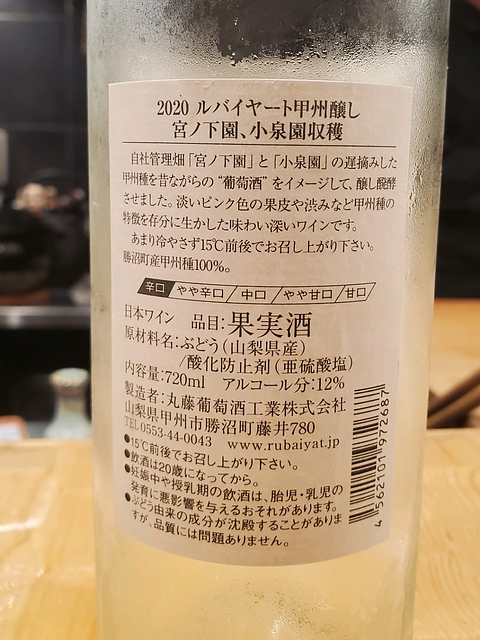 2020 ルバイヤート甲州醸し
宮ノ下園、小泉園収穫
自社管理畑「宮ノ下園」と「小泉園」の遅摘みした
甲州種を昔ながらの“葡萄酒”をイメージして、醸し醗酵
させました。淡いピンク色の果皮や渋みなど甲州種の
特徴を存分に生かした味わい深いワインです。
あまり冷やさず15℃前後でお召し上がり下さい。
勝沼町産甲州種100%。
辛口/やや辛口/中口/やや甘口/甘口
日本ワイン 品目:果実酒
原材料名:ぶどう(山梨県産)
/酸化防止剤(亜硫酸塩)
内容量:720ml アルコール分:12%
製造者:丸藤葡萄酒工業株式会社
山梨県甲州市勝沼町藤井780
TEL0553-44-0043 www.rubaiyat.jp
●15℃前後でお召し上がり下さい。
●飲酒は20歳になってから。
●妊娠中や授乳期の飲酒は、胎児・乳児の
発育に悪影響を与えるおそれがあります。
●ぶどう由来の成分が沈殿することがありま
すが、品質には問題ありません。
4562101972687